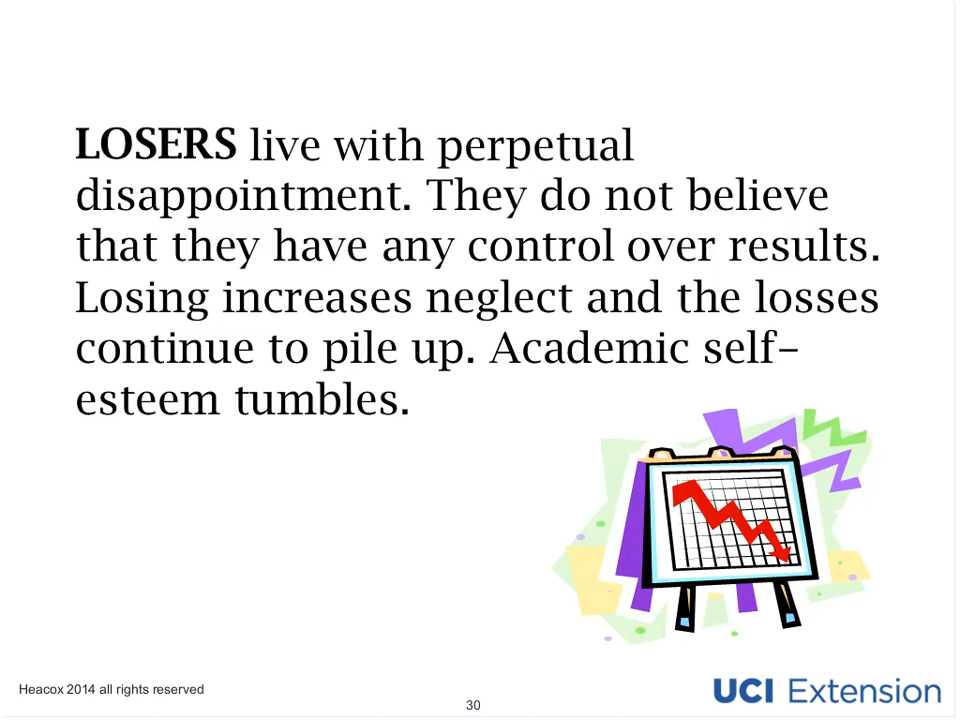 LOSERS live with perpetual
disappointment. They do not believe
that they have any control over results.
Losing increases neglect and the losses
continue to pile up. Academic self-
esteem tumbles.
Heacox 2014 all rights reserved
30
UCI Extension